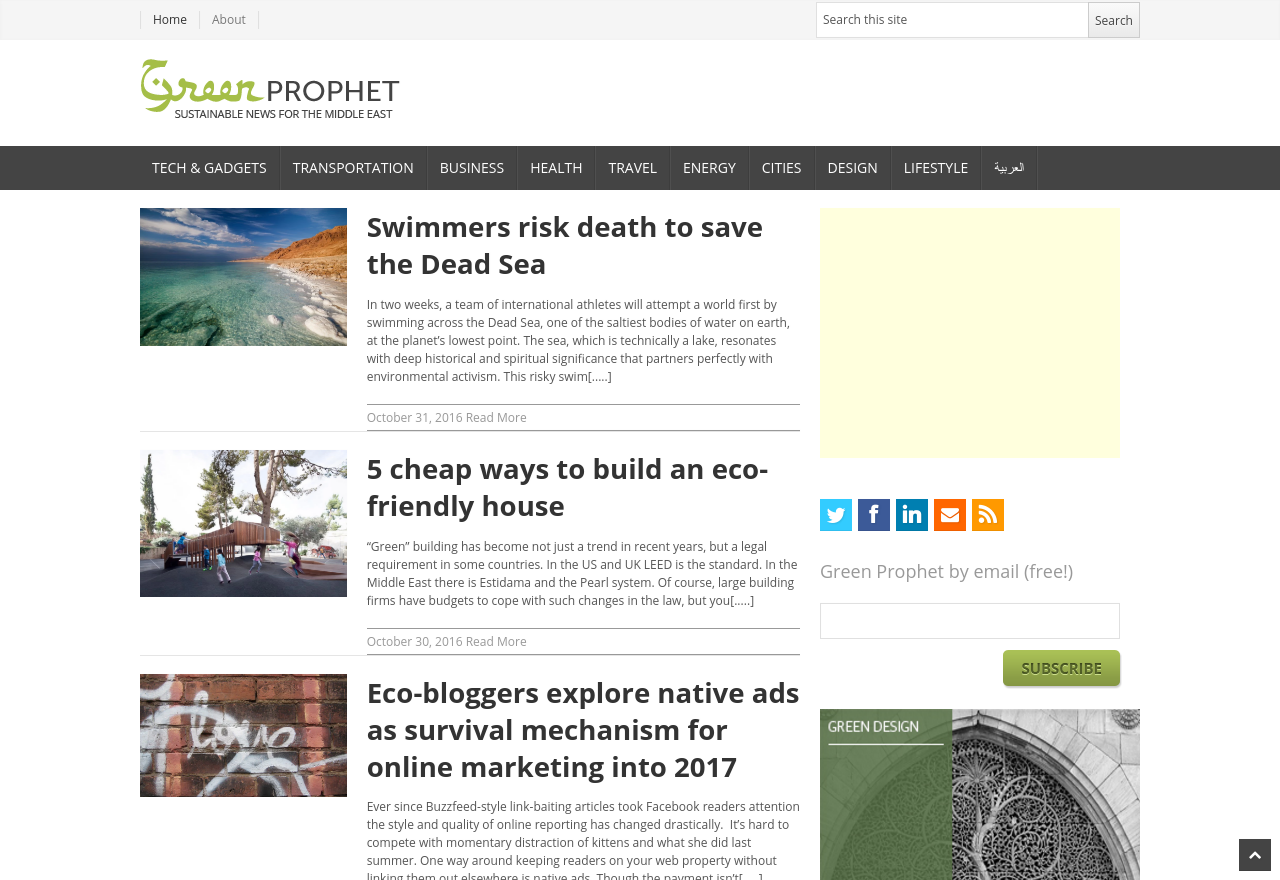 Home
About
Search this site
Search
Green PROPHET
SUSTAINABLE NEWS FOR THE MIDDLE EAST
TECH & GADGETS
TRANSPORTATION
BUSINESS
HEALTH
TRAVEL
ENERGY
CITIES
DESIGN
LIFESTYLE
العربية
Swimmers risk death to save
the Dead Sea
In two weeks, a team of international athletes will attempt a world first by
swimming across the Dead Sea, one of the saltiest bodies of water on earth,
at the planet’s lowest point. The sea, which is technically a lake, resonates
with deep historical and spiritual significance that partners perfectly with
environmental activism. This risky swim[.....]
October 31, 2016 Read More
5 cheap ways to build an eco-
friendly house
“Green” building has become not just a trend in recent years, but a legal
requirement in some countries. In the US and UK LEED is the standard. In the
Middle East there is Estidama and the Pearl system. Of course, large building
firms have budgets to cope with such changes in the law, but you[.....]
October 30, 2016 Read More
Eco-bloggers explore native ads
as survival mechanism for
online marketing into 2017
Ever since Buzzfeed-style link-baiting articles took Facebook readers attention
the style and quality of online reporting has changed drastically.  It’s hard to
compete with momentary distraction of kittens and what she did last
summer. One way around keeping readers on your web property without
linking them out elsewhere is native ads. Though the payment isn’t[.....]
Green Prophet by email (free!)
SUBSCRIBE
GREEN DESIGN